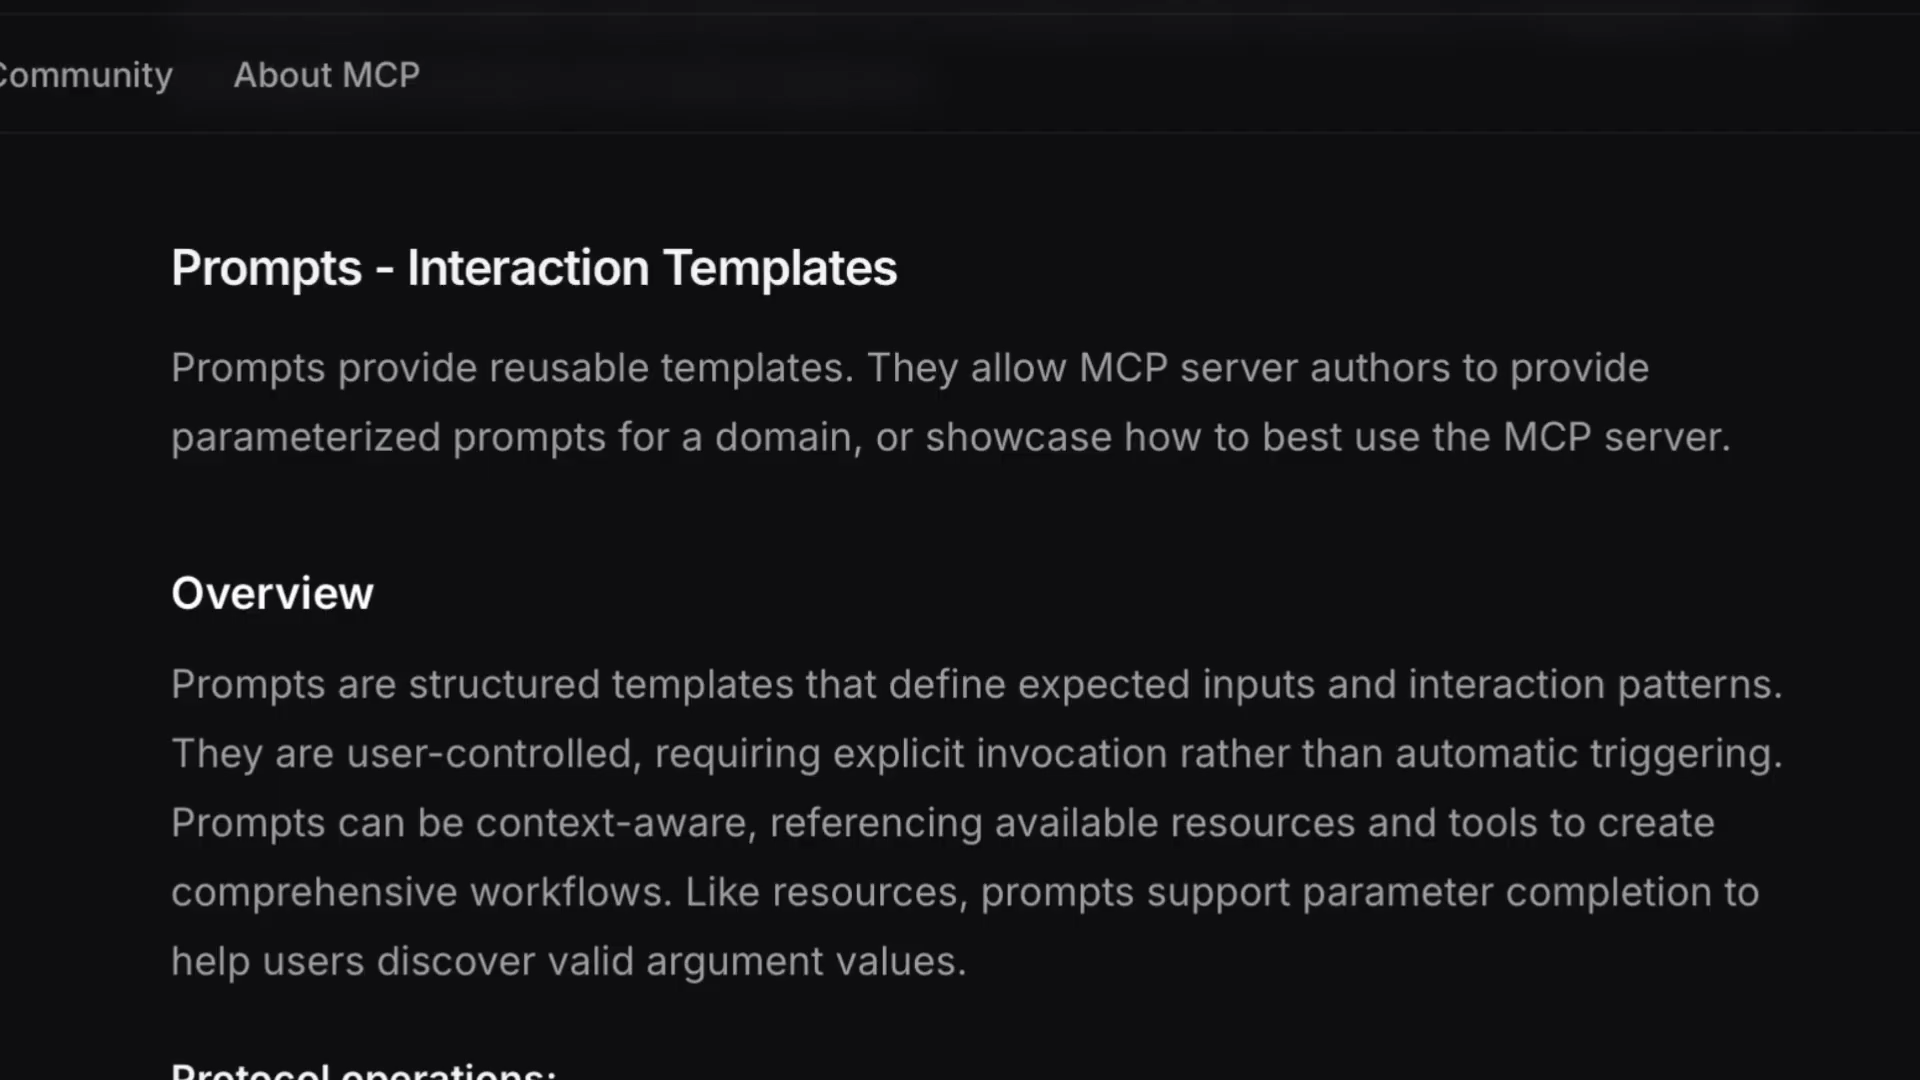 Community About MCP
Prompts - Interaction Templates
Prompts provide reusable templates. They allow MCP server authors to provide
parameterized prompts for a domain, or showcase how to best use the MCP server.
Overview
Prompts are structured templates that define expected inputs and interaction patterns.
They are user-controlled, requiring explicit invocation rather than automatic triggering.
Prompts can be context-aware, referencing available resources and tools to create
comprehensive workflows. Like resources, prompts support parameter completion to
help users discover valid argument values.
Protocol operations: